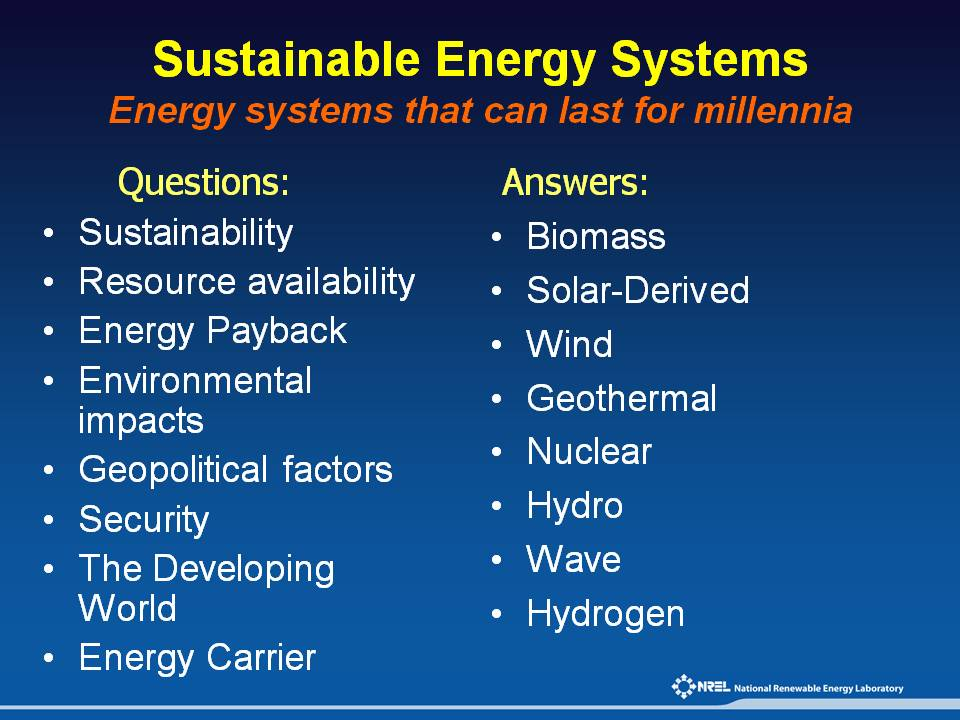 Sustainable Energy Systems
Energy systems that can last for millennia
Questions:
• Sustainability
• Resource availability
• Energy Payback
• Environmental
impacts
• Geopolitical factors
• Security
• The Developing
World
• Energy Carrier
Answers:
• Biomass
• Solar-Derived
• Wind
• Geothermal
• Nuclear
• Hydro
• Wave
• Hydrogen
NREL National Renewable Energy Laboratory